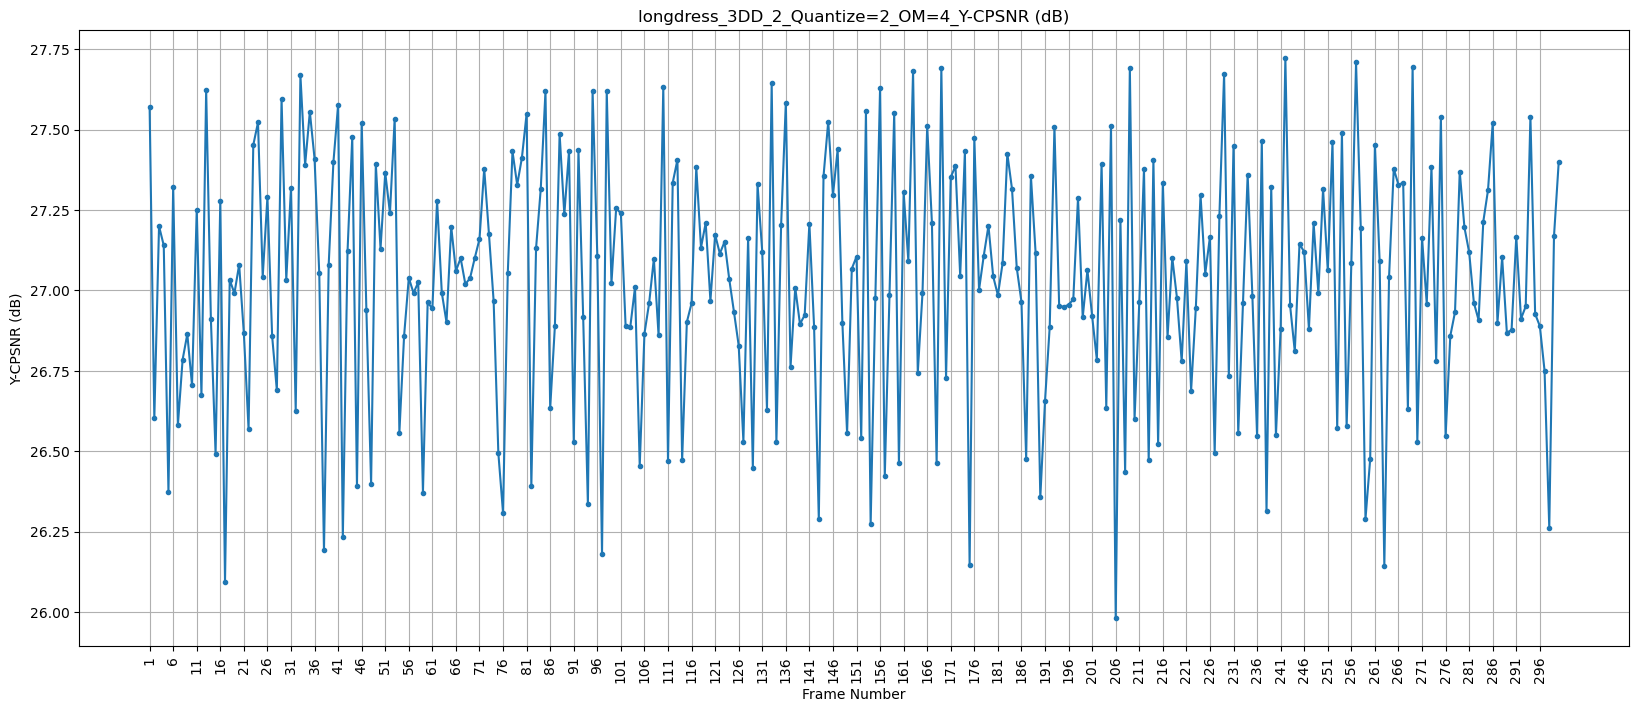 longdress_3DD_2_Quantize=2_OM=4_Y-CPSNR (dB)
Y-CPSNR (dB)
27.75
27.50
27.25
27.00
26.75
26.50
26.25
26.00
1 6 11 16 21 26 31 36 41 46 51 56 61 66 71 76 81 86 91 96 101 106 111 116 121 126 131 136 141 146 151 156 161 166 171 176 181 186 191 196 201 206 211 216 221 226 231 236 241 246 251 256 261 266 271 276 281 286 291 296
Frame Number